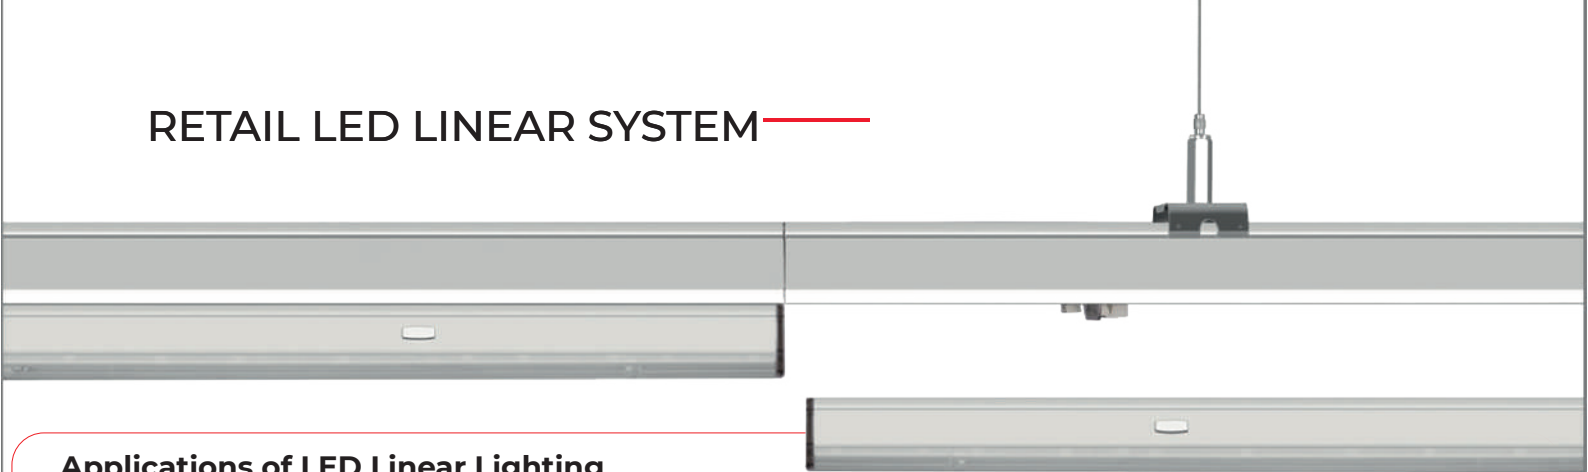 RETAIL LED LINEAR SYSTEM
Applications of LED Linear Lighting